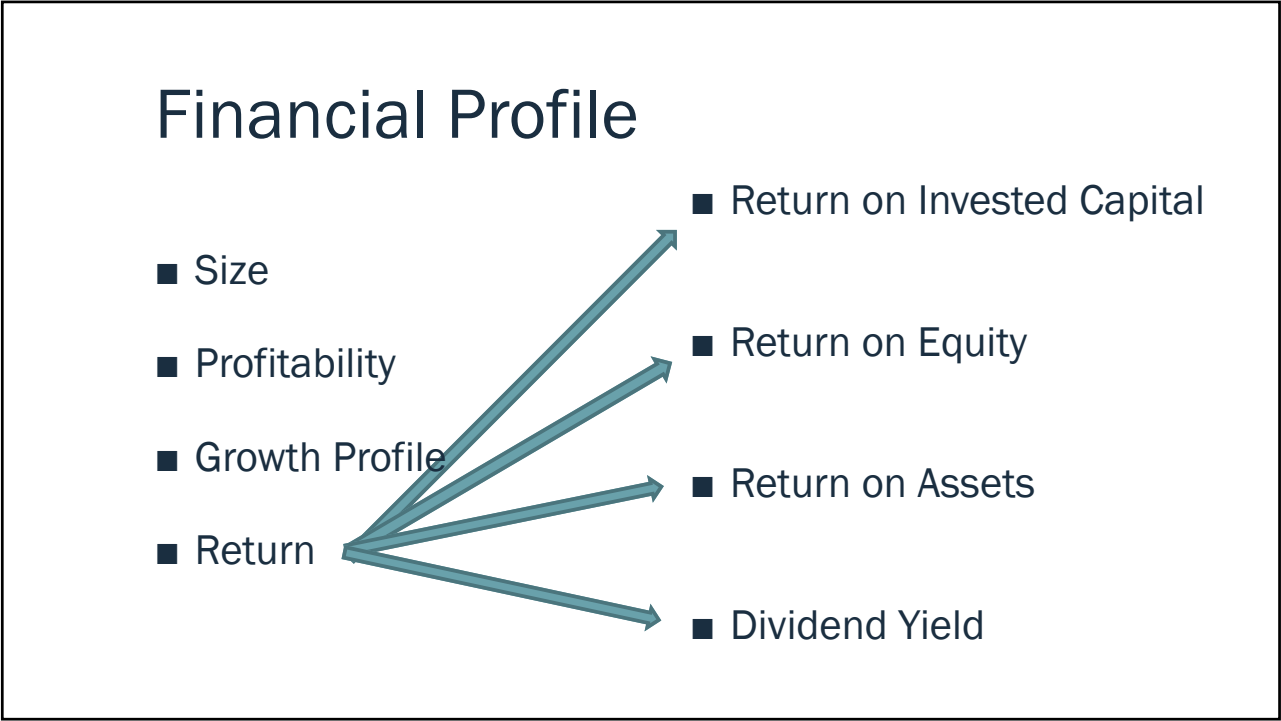 Financial Profile
■ Size
■ Profitability
■ Growth Profile
■ Return
■ Return on Invested Capital
■ Return on Equity
■ Return on Assets
■ Dividend Yield